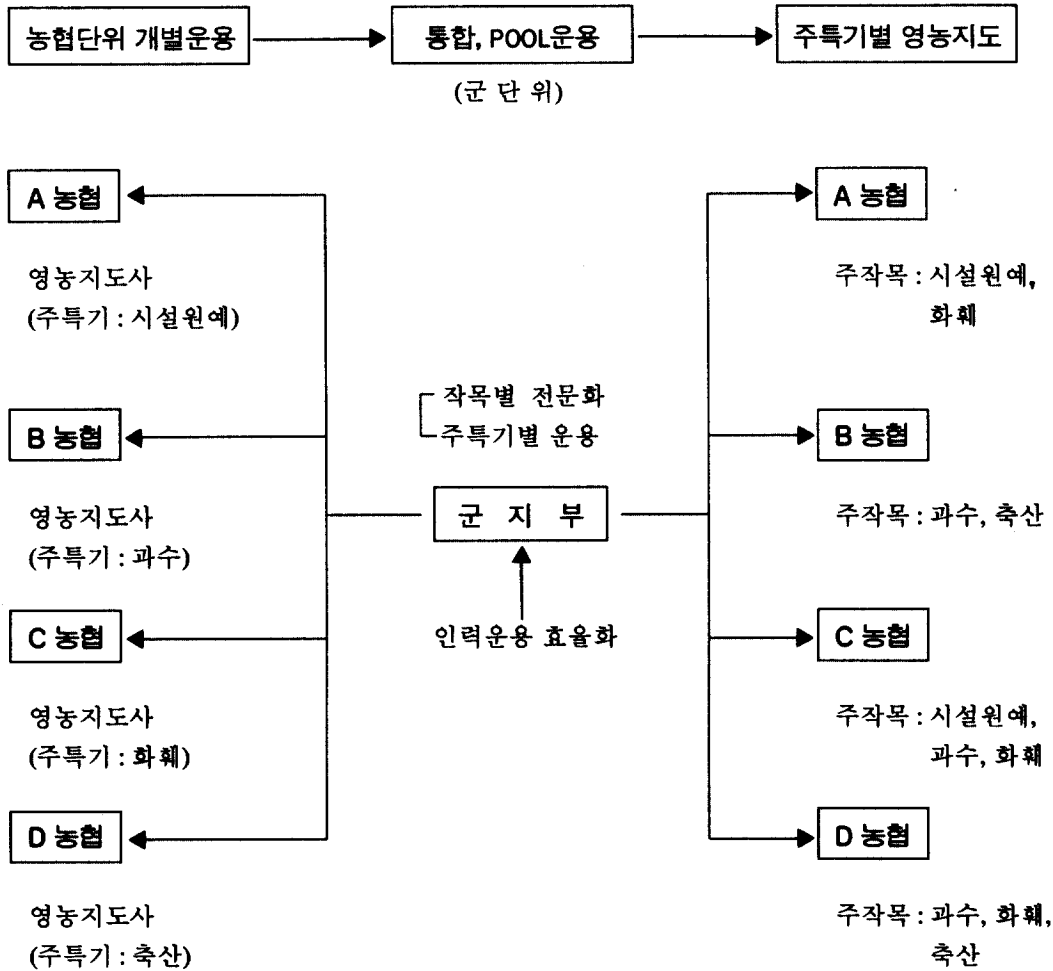 농협단위 개별운용
통합, POOL운용
주특기별 영농지도
(군 단 위)
A 농협
영농지도사
(주특기 : 시설원예)
B 농협
영농지도사
(주특기 : 과수)
C 농협
영농지도사
(주특기 : 화훼)
D 농협
영농지도사
(주특기 : 축산)
작목별 전문화
주특기별 운용
군 지 부
인력운용 효율화
A 농협
주작목 : 시설원예,
화훼
B 농협
주작목 : 과수, 축산
C 농협
주작목 : 시설원예,
과수, 화훼
D 농협
주작목 : 과수, 화훼,
축산